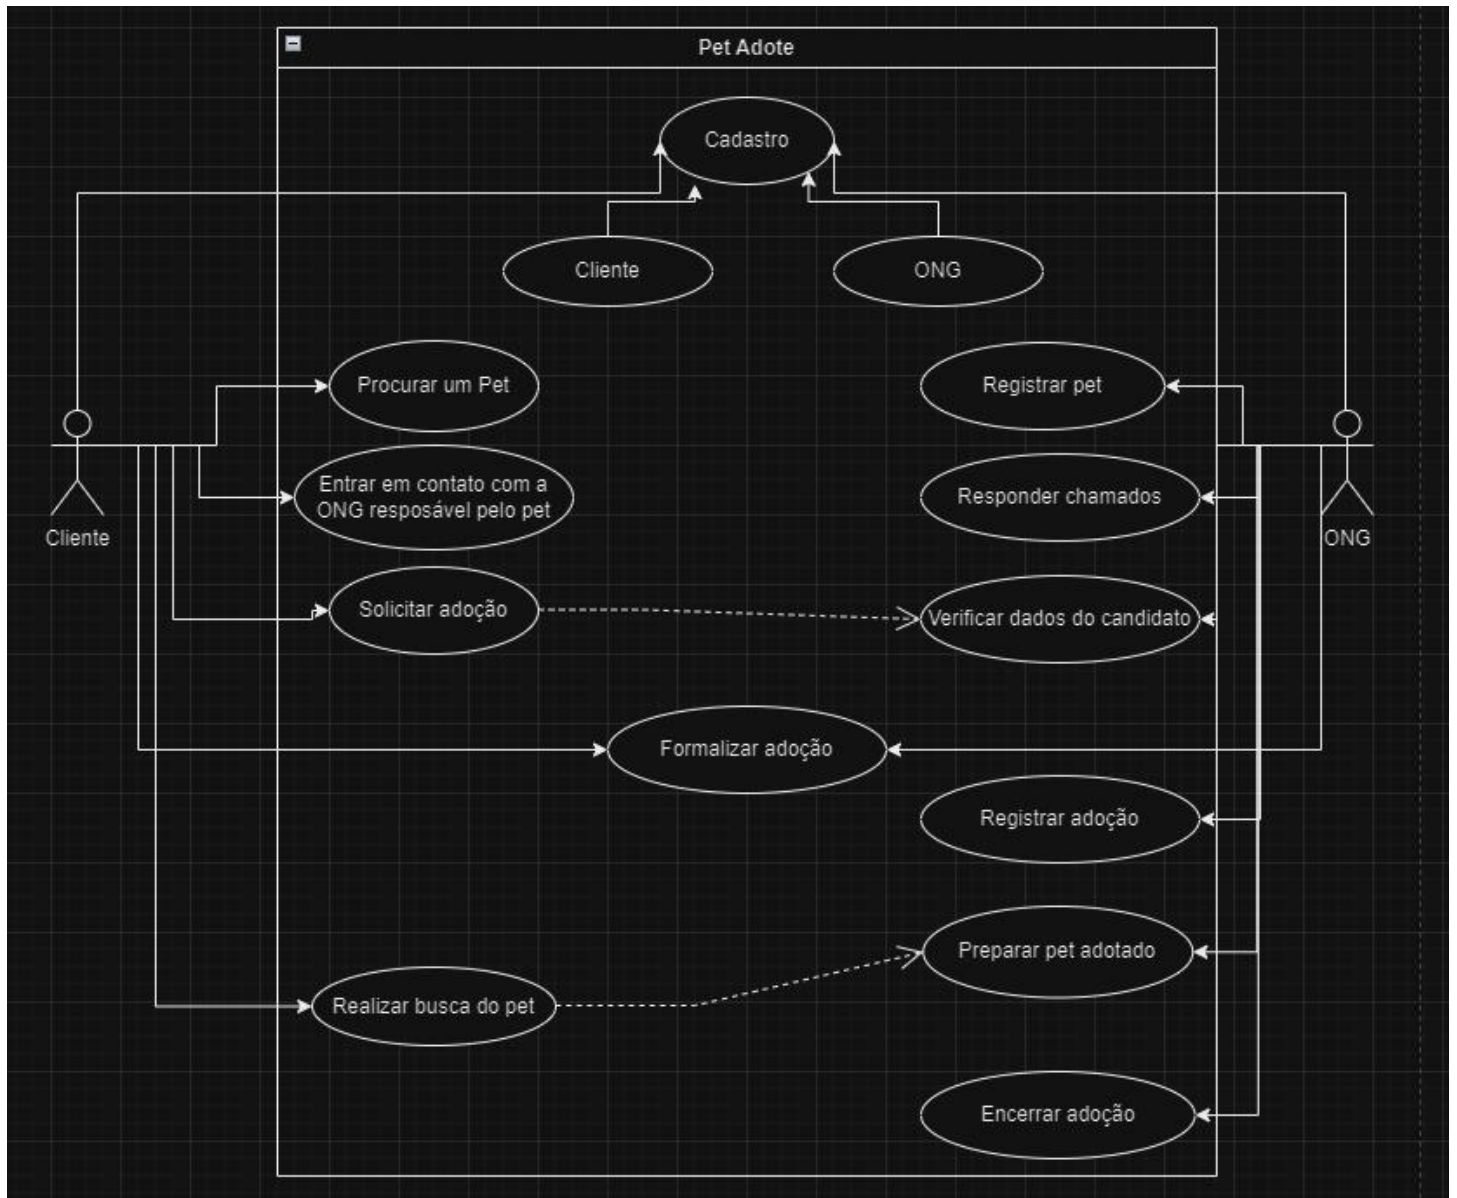 Pet Adote
Cadastro
Cliente
ONG
Procurar um Pet
Registrar pet
Entrar em contato com a
ONG resposável pelo pet
Responder chamados
Cliente
ONG
Solicitar adoção
Verificar dados do candidato
Formalizar adoção
Registrar adoção
Preparar pet adotado
Realizar busca do pet
Encerrar adoção